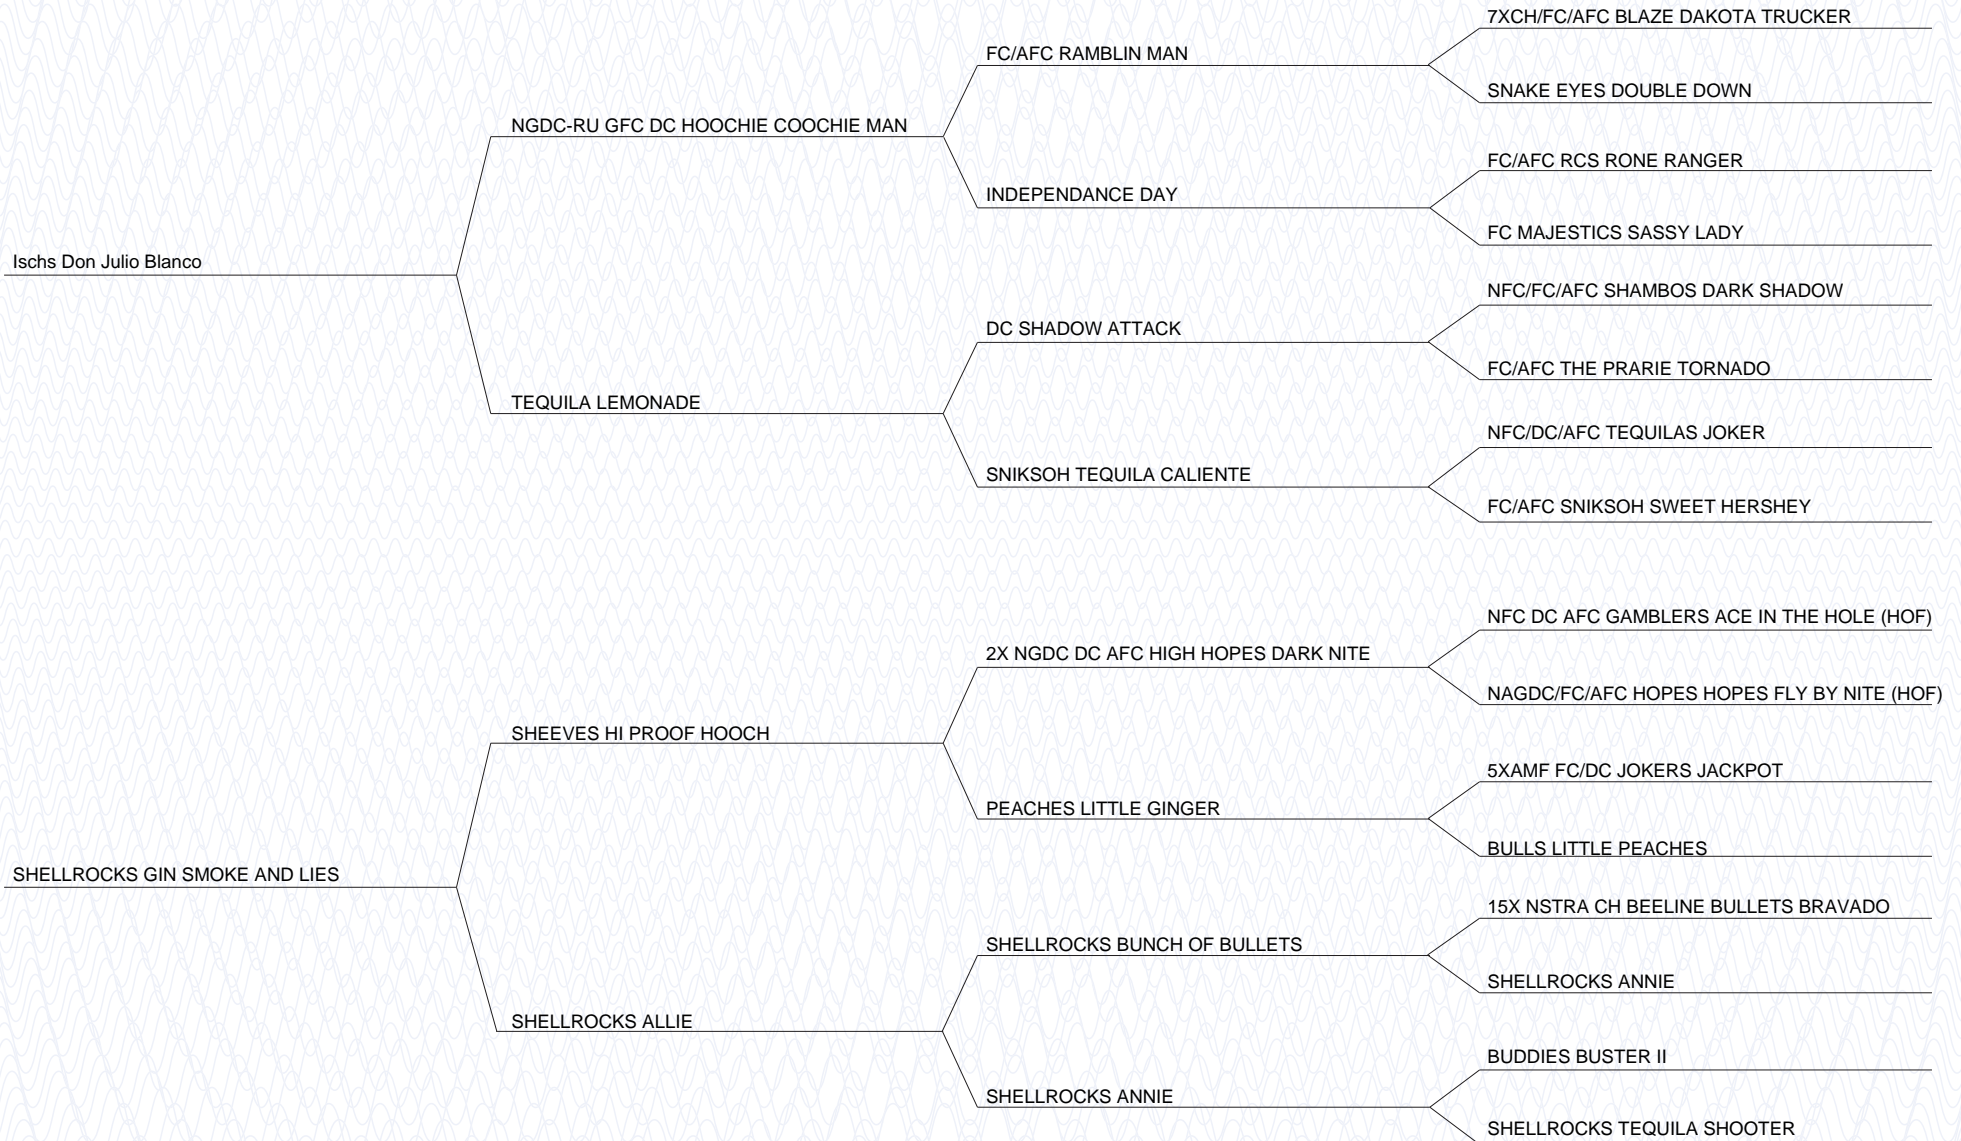 7XCH/FC/AFC BLAZE DAKOTA TRUCKER
FC/AFC RAMBLIN MAN
SNAKE EYES DOUBLE DOWN
NGDC-RU GFC DC HOOCHIE COOCHIE MAN
FC/AFC RCS RONE RANGER
INDEPENDANCE DAY
FC MAJESTICS SASSY LADY
Ischs Don Julio Blanco
NFC/FC/AFC SHAMBOS DARK SHADOW
DC SHADOW ATTACK
FC/AFC THE PRARIE TORNADO
TEQUILA LEMONADE
NFC/DC/AFC TEQUILAS JOKER
SNIKSOH TEQUILA CALIENTE
FC/AFC SNIKSOH SWEET HERSHEY
NFC DC AFC GAMBLERS ACE IN THE HOLE (HOF)
2X NGDC DC AFC HIGH HOPES DARK NITE
NAGDC/FC/AFC HOPES HOPES FLY BY NITE (HOF)
SHEEVES HI PROOF HOOCH
5XAMF FC/DC JOKERS JACKPOT
PEACHES LITTLE GINGER
BULLS LITTLE PEACHES
SHELLROCKS GIN SMOKE AND LIES
15X NSTRA CH BEELINE BULLETS BRAVADO
SHELLROCKS BUNCH OF BULLETS
SHELLROCKS ANNIE
SHELLROCKS ALLIE
BUDDIES BUSTER II
SHELLROCKS ANNIE
SHELLROCKS TEQUILA SHOOTER